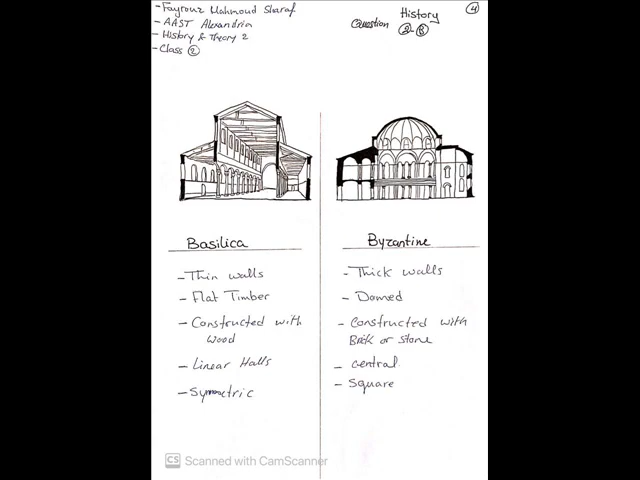 - Fayrouz Mahmoud Sharaf
- AAST Alexandria
- History & Theory 2
- Class 2
History
Question 2-B
4
Basilica
- Thin walls
- Flat Timber
- Constructed with
wood
- Linear Halls
- Symmetric
Byzantine
- Thick walls
- Domed
- Constructed with
Brick or stone
- central
- Square
CS Scanned with CamScanner